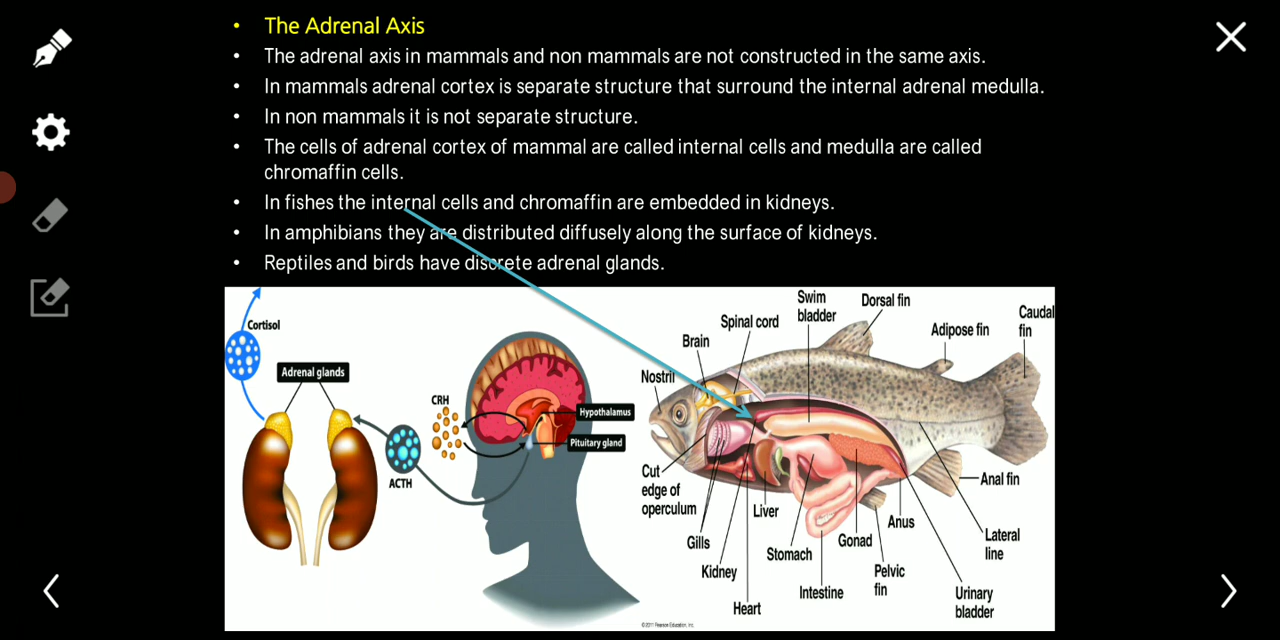 The Adrenal Axis
The adrenal axis in mammals and non mammals are not constructed in the same axis.
In mammals adrenal cortex is separate structure that surround the internal adrenal medulla.
In non mammals it is not separate structure.
The cells of adrenal cortex of mammal are called internal cells and medulla are called
chromaffin cells.
In fishes the internal cells and chromaffin are embedded in kidneys.
In amphibians they are distributed diffusely along the surface of kidneys.
Reptiles and birds have discrete adrenal glands.
Cortisol
Adrenal glands
CRH
ACTH
Hypothalamus
Pituitary gland
Nostril
Brain
Spinal cord
Swim
bladder
Dorsal fin
Adipose fin
Caudal
fin
Cut
edge of
operculum
Gills
Kidney
Heart
Liver
Stomach
Intestine
Gonad
Pelvic
fin
Anus
Urinary
bladder
Lateral
line
Anal fin
©2011 Pearson Education, Inc.